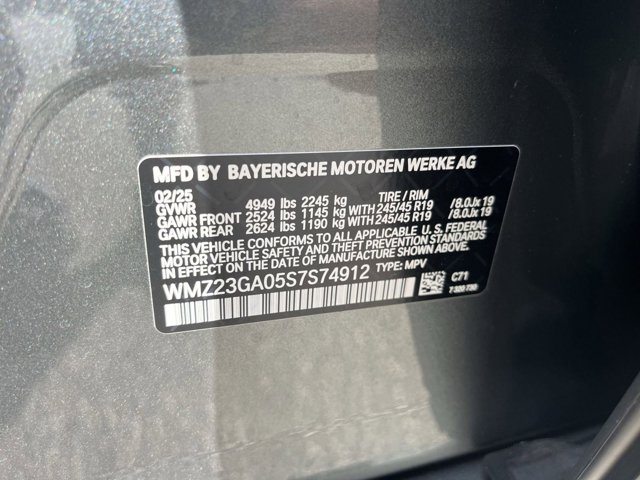 MFD BY BAYERISCHE MOTOREN WERKE AG
02/25
GVWR 4949 lbs 2245 kg TIRE / RIM
GAWR FRONT 2524 lbs 1145 kg WITH 245/45 R19 /8.0Jx19
GAWR REAR 2624 lbs 1190 kg WITH 245/45 R19 /8.0Jx19
THIS VEHICLE CONFORMS TO ALL APPLICABLE U. S. FEDERAL
MOTOR VEHICLE SAFETY AND THEFT PREVENTION STANDARDS
IN EFFECT ON THE DATE OF MANUFACTURE SHOWN ABOVE.
WMZ23GA05S7S74912 TYPE: MPV
C71
7 320 730